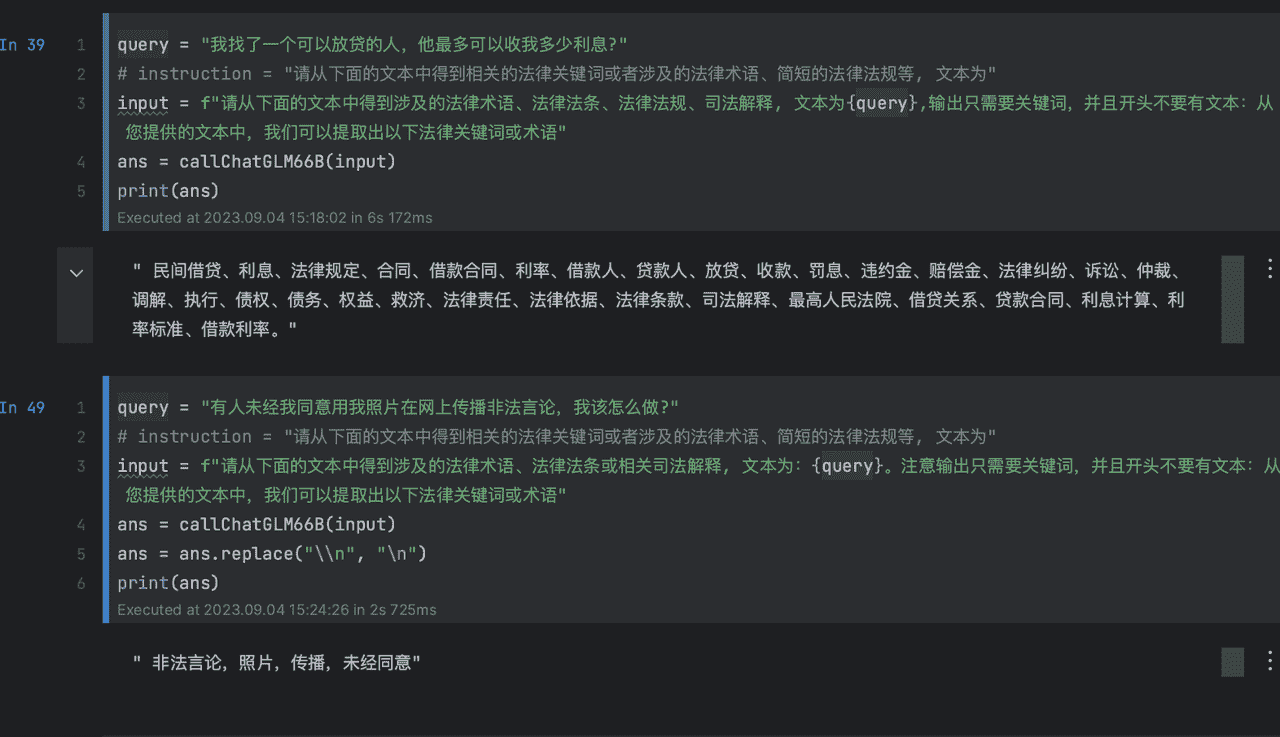 In 39
1 query = "我找了一个可以放贷的人，他最多可以收我多少利息?"
2 # instruction = "请从下面的文本中得到相关的法律关键词或者涉及的法律术语、简短的法律法规等, 文本为"
3 input = f"请从下面的文本中得到涉及的法律术语、法律法条、法律法规、司法解释, 文本为{query},输出只需要关键词，并且开头不要有文本：从
您提供的文本中，我们可以提取出以下法律关键词或术语"
4 ans = callChatGLM66B(input)
5 print(ans)
Executed at 2023.09.04 15:18:02 in 6s 172ms
" 民间借贷、利息、法律规定、合同、借款合同、利率、借款人、贷款人、放贷、收款、罚息、违约金、赔偿金、法律纠纷、诉讼、仲裁、
调解、执行、债权、债务、权益、救济、法律责任、法律依据、法律条款、司法解释、最高人民法院、借贷关系、贷款合同、利息计算、利
率标准、借款利率。"
In 49
1 query = "有人未经我同意用我照片在网上传播非法言论，我该怎么做?"
2 # instruction = "请从下面的文本中得到相关的法律关键词或者涉及的法律术语、简短的法律法规等, 文本为"
3 input = f"请从下面的文本中得到涉及的法律术语、法律法条或相关司法解释, 文本为：{query}。注意输出只需要关键词，并且开头不要有文本：从
您提供的文本中，我们可以提取出以下法律关键词或术语"
4 ans = callChatGLM66B(input)
5 ans = ans.replace("\\n", "\n")
6 print(ans)
Executed at 2023.09.04 15:24:26 in 2s 725ms
" 非法言论，照片，传播，未经同意"